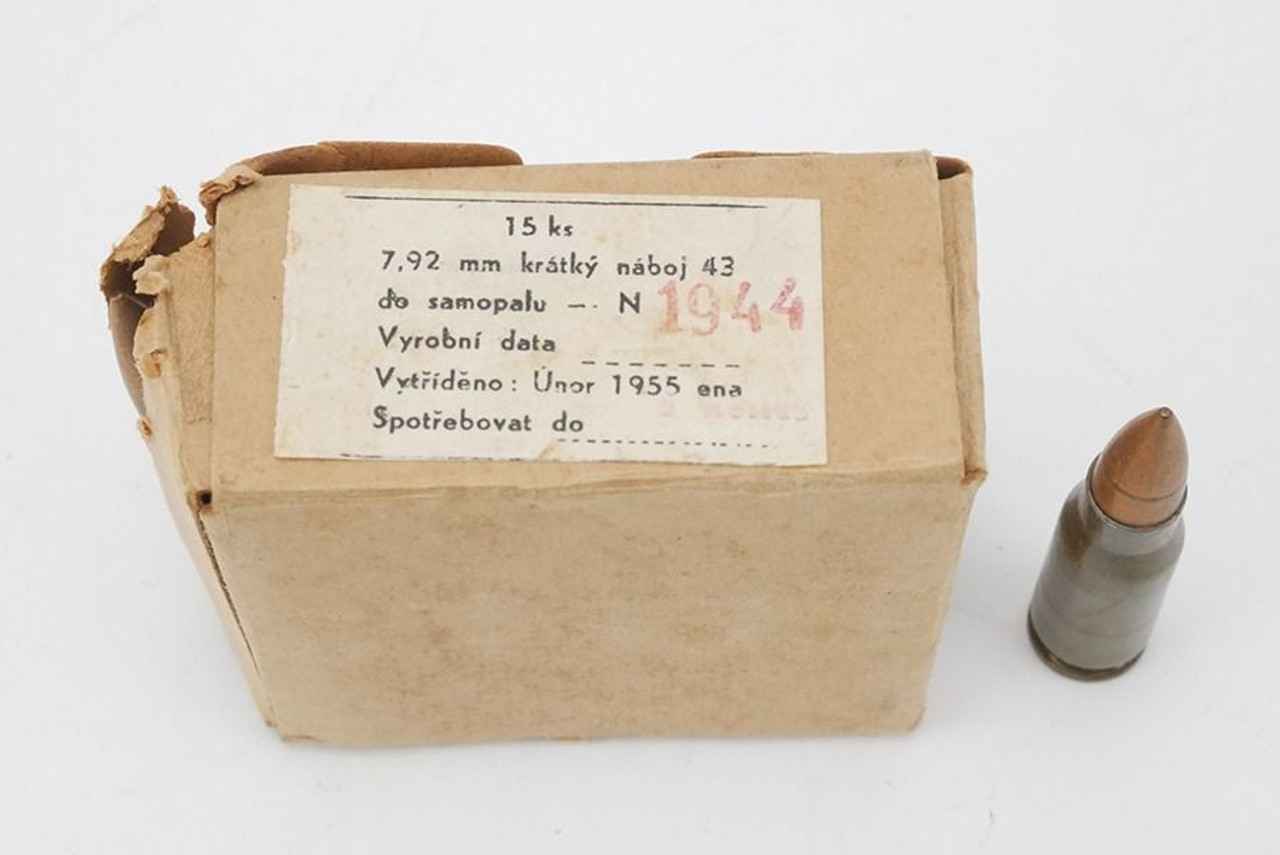 15 ks
7,92 mm krátký náboj 43
do samopalu — N 1944
Vyrobní data
Vytříděno: Únor 1955 ena
Spotřebovat do